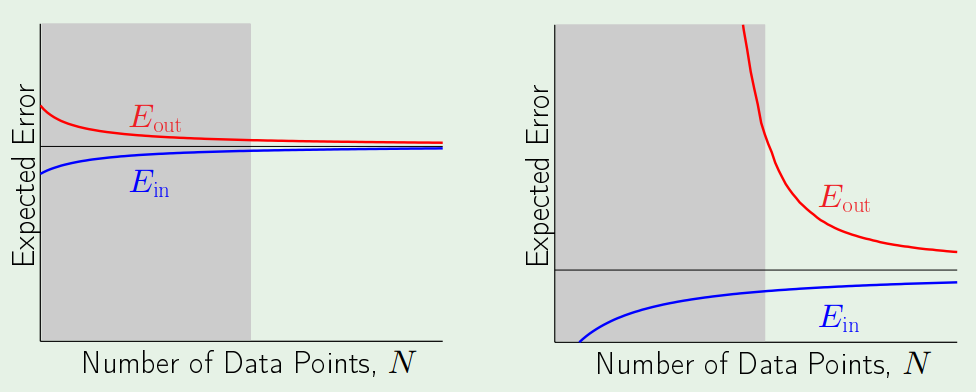 Expected Error
E_out
E_in
Number of Data Points, N
Expected Error
E_out
E_in
Number of Data Points, N